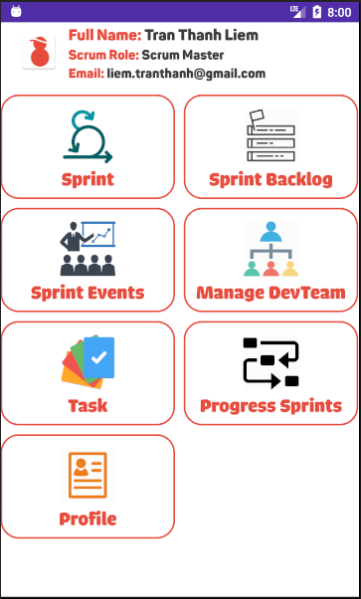 LTE 8:00
Full Name: Tran Thanh Liem
Scrum Role: Scrum Master
Email: liem.tranthanh@gmail.com
Sprint
Sprint Backlog
Sprint Events
Manage DevTeam
Task
Progress Sprints
Profile